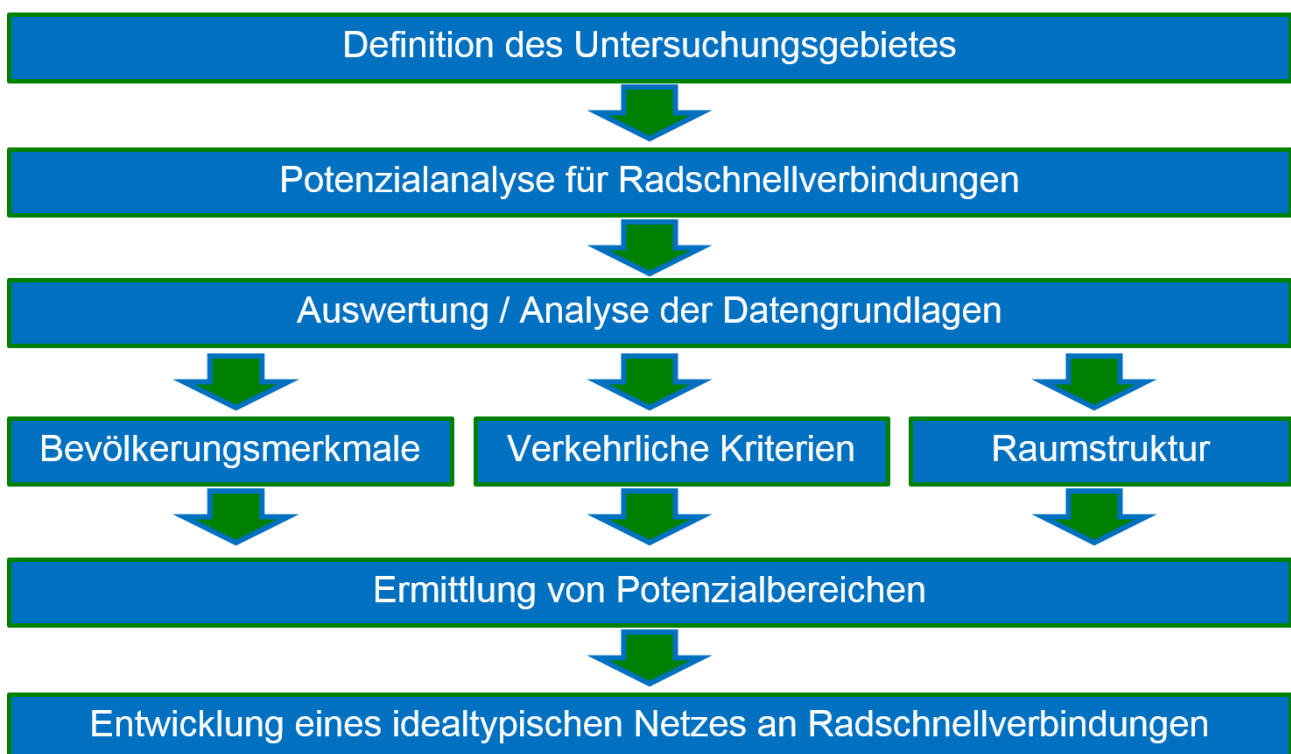 Definition des Untersuchungsgebietes
Potenzialanalyse für Radschnellverbindungen
Auswertung / Analyse der Datengrundlagen
Bevölkerungsmerkmale
Verkehrliche Kriterien
Raumstruktur
Ermittlung von Potenzialbereichen
Entwicklung eines idealtypischen Netzes an Radschnellverbindungen